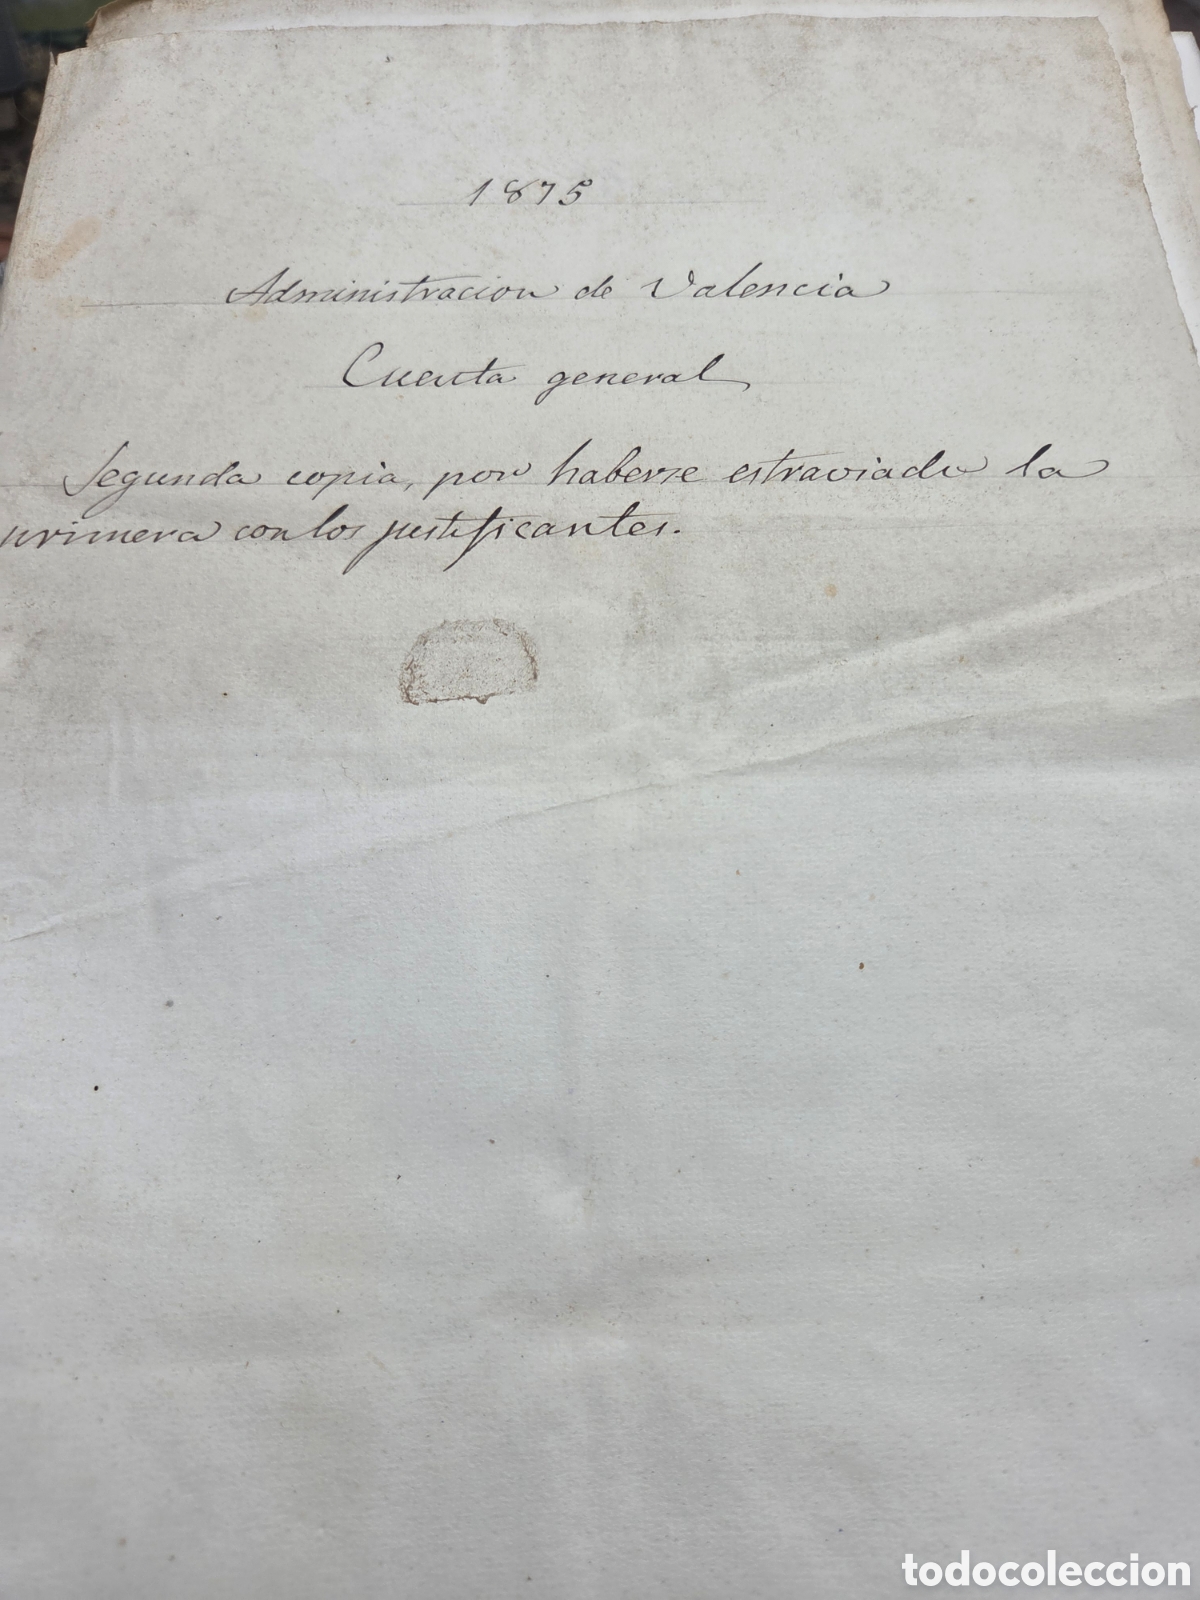 1875
Administracion de Valencia
Cuenta general
Segunda copia, por haberse estraviado la
primera con los justificantes.
todocoleccion